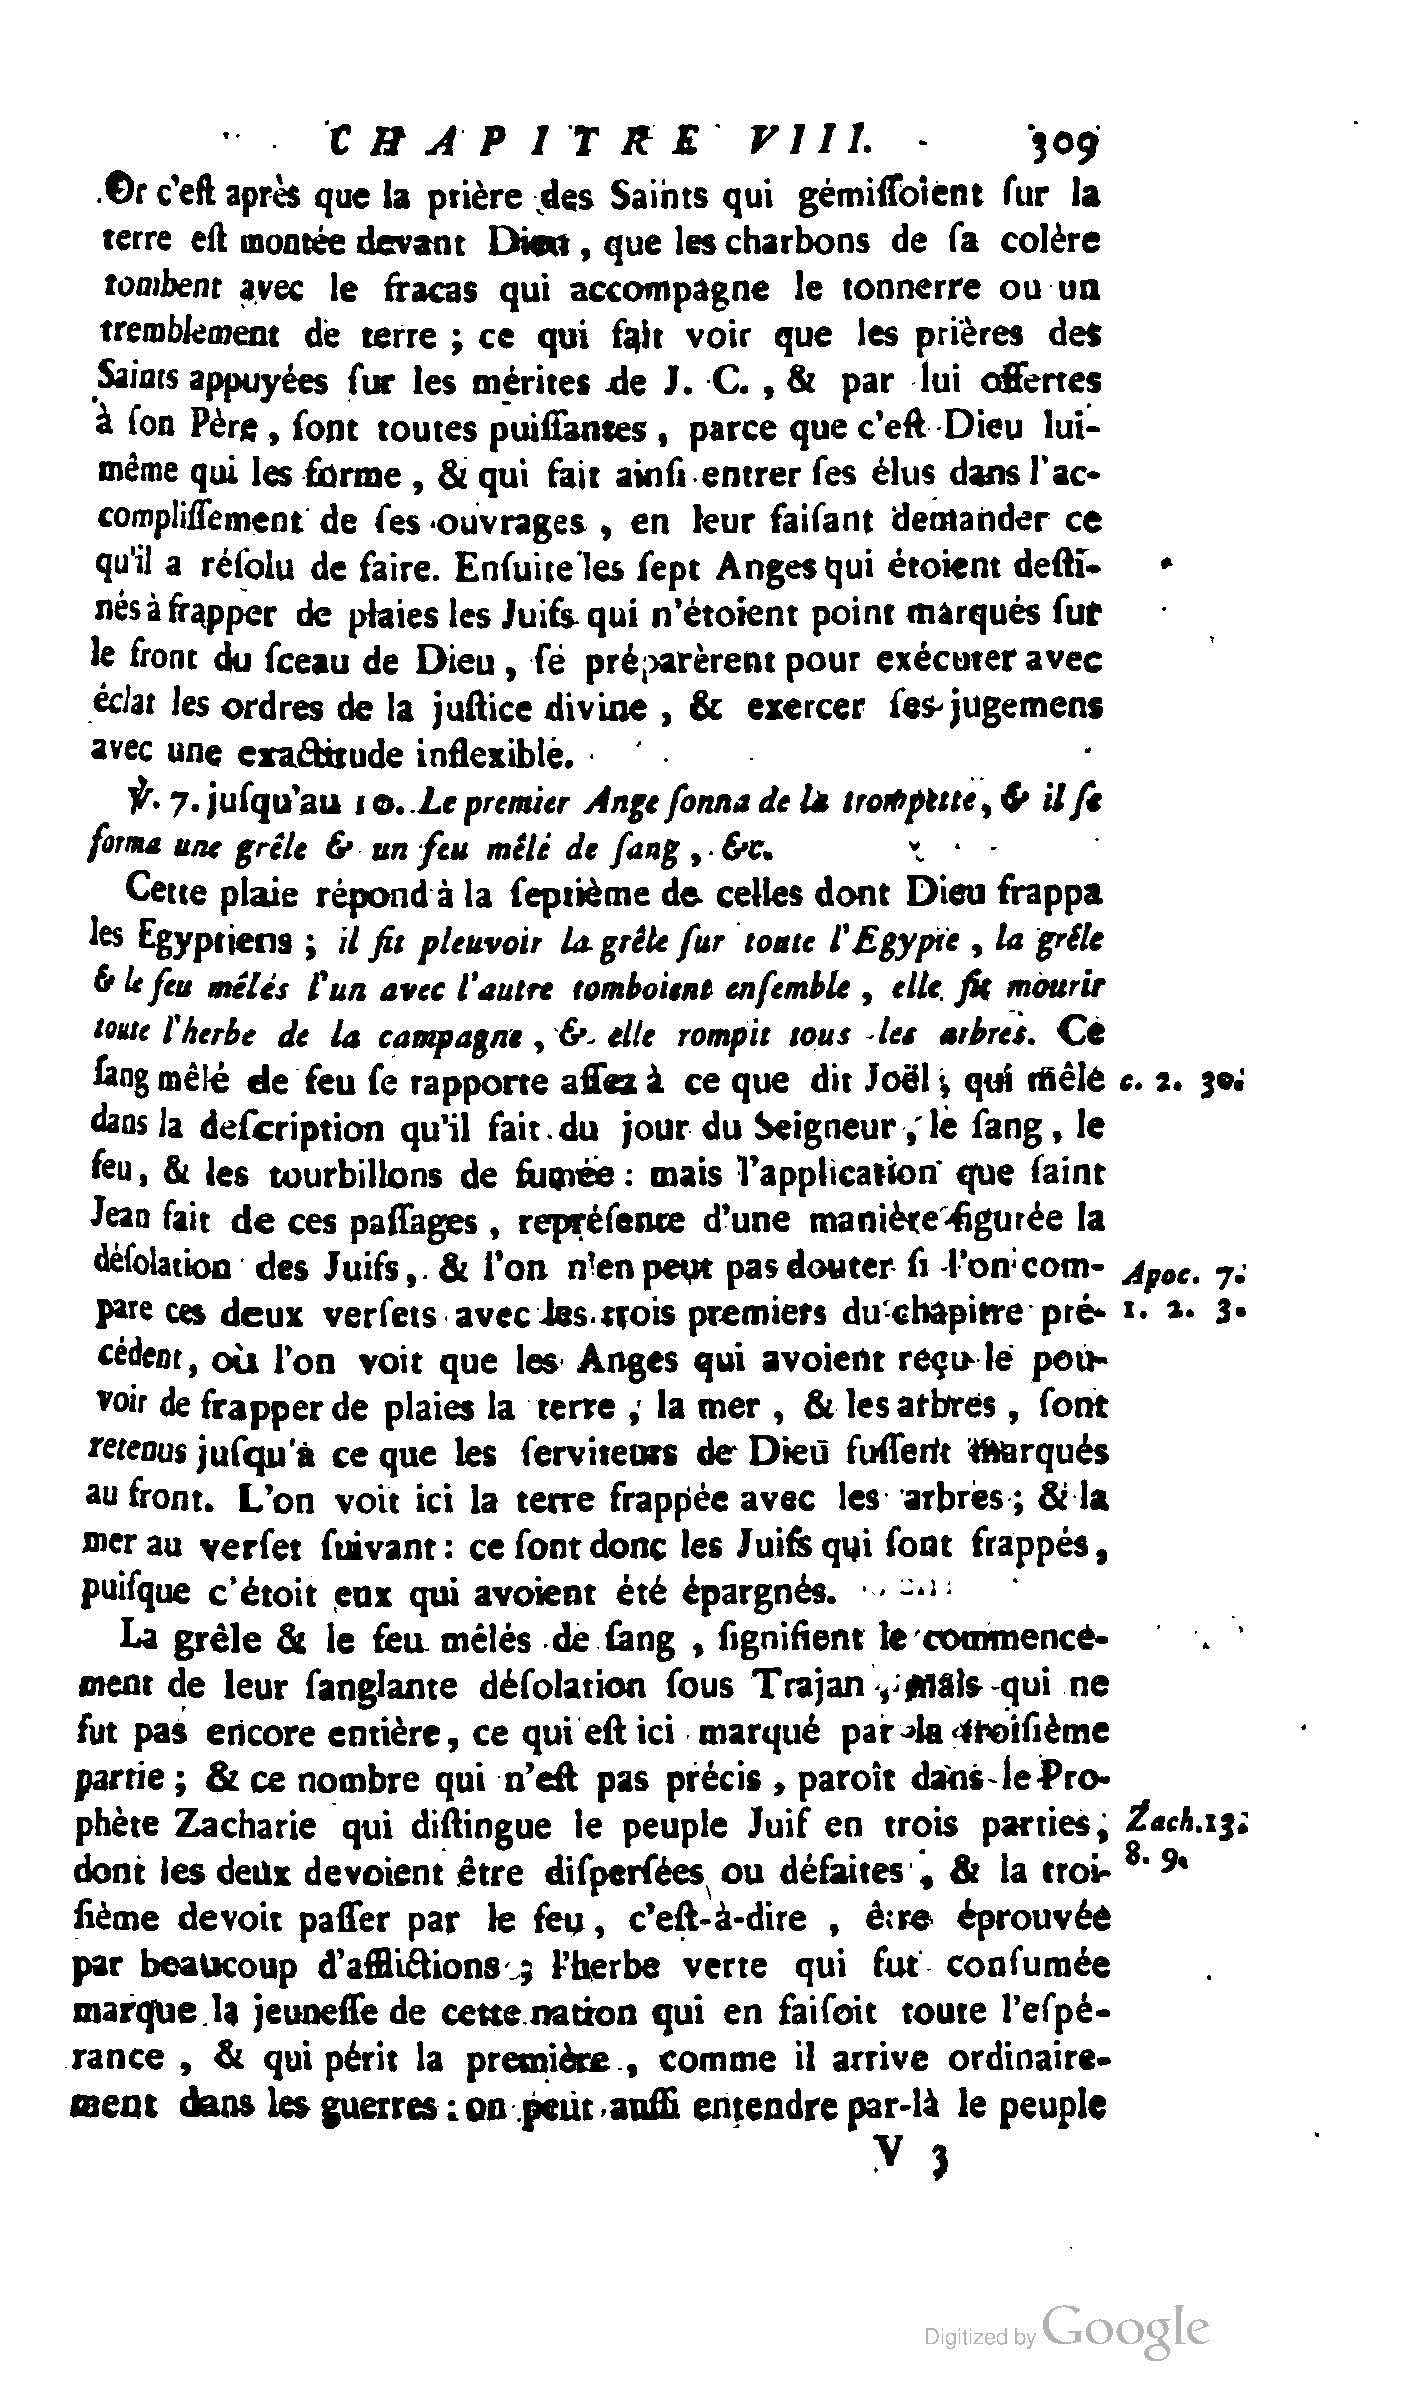 CHAPITRE VIII. 309
Or c'eſt après que la prière des Saints qui gémiſſoient ſur la
terre eſt montée devant Dieu, que les charbons de ſa colère
tombent avec le fracas qui accompagne le tonnerre ou un
tremblement de terre ; ce qui fait voir que les prières des
Saints appuyées ſur les mérites de J. C., & par lui offertes
à ſon Père, ſont toutes puiſſantes, parce que c'eſt Dieu lui-
même qui les forme, & qui fait ainſi entrer ſes élus dans l'ac-
compliſſement de ſes ouvrages, en leur faiſant demander ce
qu'il a réſolu de faire. Enſuite les ſept Anges qui étoient deſti-
nés à frapper de plaies les Juifs qui n'étoient point marqués ſur
le front du ſceau de Dieu, ſe préparèrent pour exécuter avec
éclat les ordres de la juſtice divine, & exercer ſes jugemens
avec une exactitude inflexible.
℣. 7. juſqu'au 10. Le premier Ange ſonna de la trompette, & il ſe
forma une grêle & un feu mêlé de ſang, &c.
Cette plaie répond à la ſeptième de celles dont Dieu frappa
les Egyptiens ; il fit pleuvoir la grêle ſur toute l'Egypte, la grêle
& le feu mêlés l'un avec l'autre tomboient enſemble, elle fit mourir
toute l'herbe de la campagne, & elle rompit tous les arbres. Ce
ſang mêlé de feu ſe rapporte aſſez à ce que dit Joël, qui mêle c. 2. 30.
dans la deſcription qu'il fait du jour du Seigneur, le ſang, le
feu, & les tourbillons de fumée : mais l'application que ſaint
Jean fait de ces paſſages, repréſente d'une manière figurée la
déſolation des Juifs, & l'on n'en peut pas douter ſi l'on com- Apoc. 7.
pare ces deux verſets avec les trois premiers du chapitre pré- 1. 2. 3.
cédent, où l'on voit que les Anges qui avoient reçu le pou-
voir de frapper de plaies la terre, la mer, & les arbres, ſont
retenus juſqu'à ce que les ſerviteurs de Dieu fuſſent marqués
au front. L'on voit ici la terre frappée avec les arbres ; & la
mer au verſet ſuivant : ce ſont donc les Juifs qui ſont frappés,
puiſque c'étoit eux qui avoient été épargnés.
La grêle & le feu mêlés de ſang, ſignifient le commence-
ment de leur ſanglante déſolation ſous Trajan, mais qui ne
fut pas encore entière, ce qui eſt ici marqué par la troiſième
partie ; & ce nombre qui n'eſt pas précis, paroît dans le Pro-
phète Zacharie qui diſtingue le peuple Juif en trois parties, Zach. 13.
dont les deux devoient être diſperſées ou défaites, & la troi- 8. 9.
ſième devoit paſſer par le feu, c'eſt-à-dire, être éprouvée
par beaucoup d'afflictions ; l'herbe verte qui fut conſumée
marque la jeuneſſe de cette nation qui en faiſoit toute l'eſpé-
rance, & qui périt la première, comme il arrive ordinaire-
ment dans les guerres : on peut auſſi entendre par-là le peuple
V 3
Digitized by Google